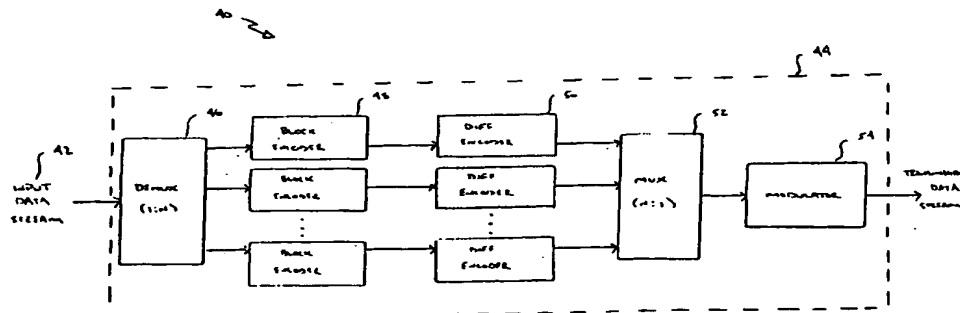 40
44
42
INPUT
DATA
STREAM
46
DEMUX
(1:N)
48
BLOCK
ENCODER
BLOCK
ENCODER
BLOCK
ENCODER
50
DIFF
ENCODER
DIFF
ENCODER
DIFF
ENCODER
52
MUX
(N:1)
54
MODULATOR
DATA
STREAM